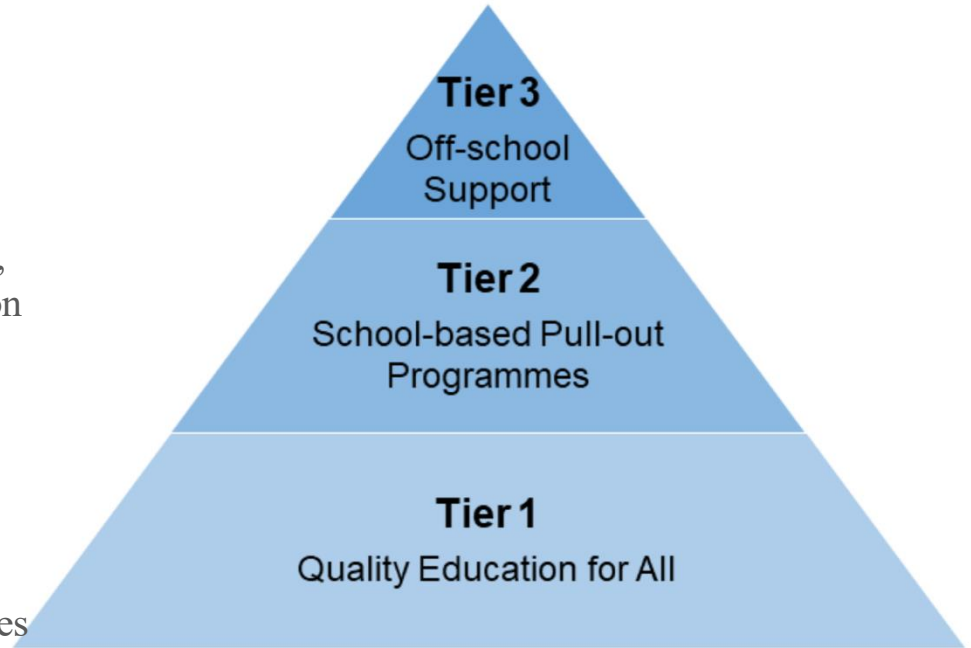 Tier 3
Off-school
Support
Tier 2
School-based Pull-out
Programmes
Tier 1
Quality Education for All